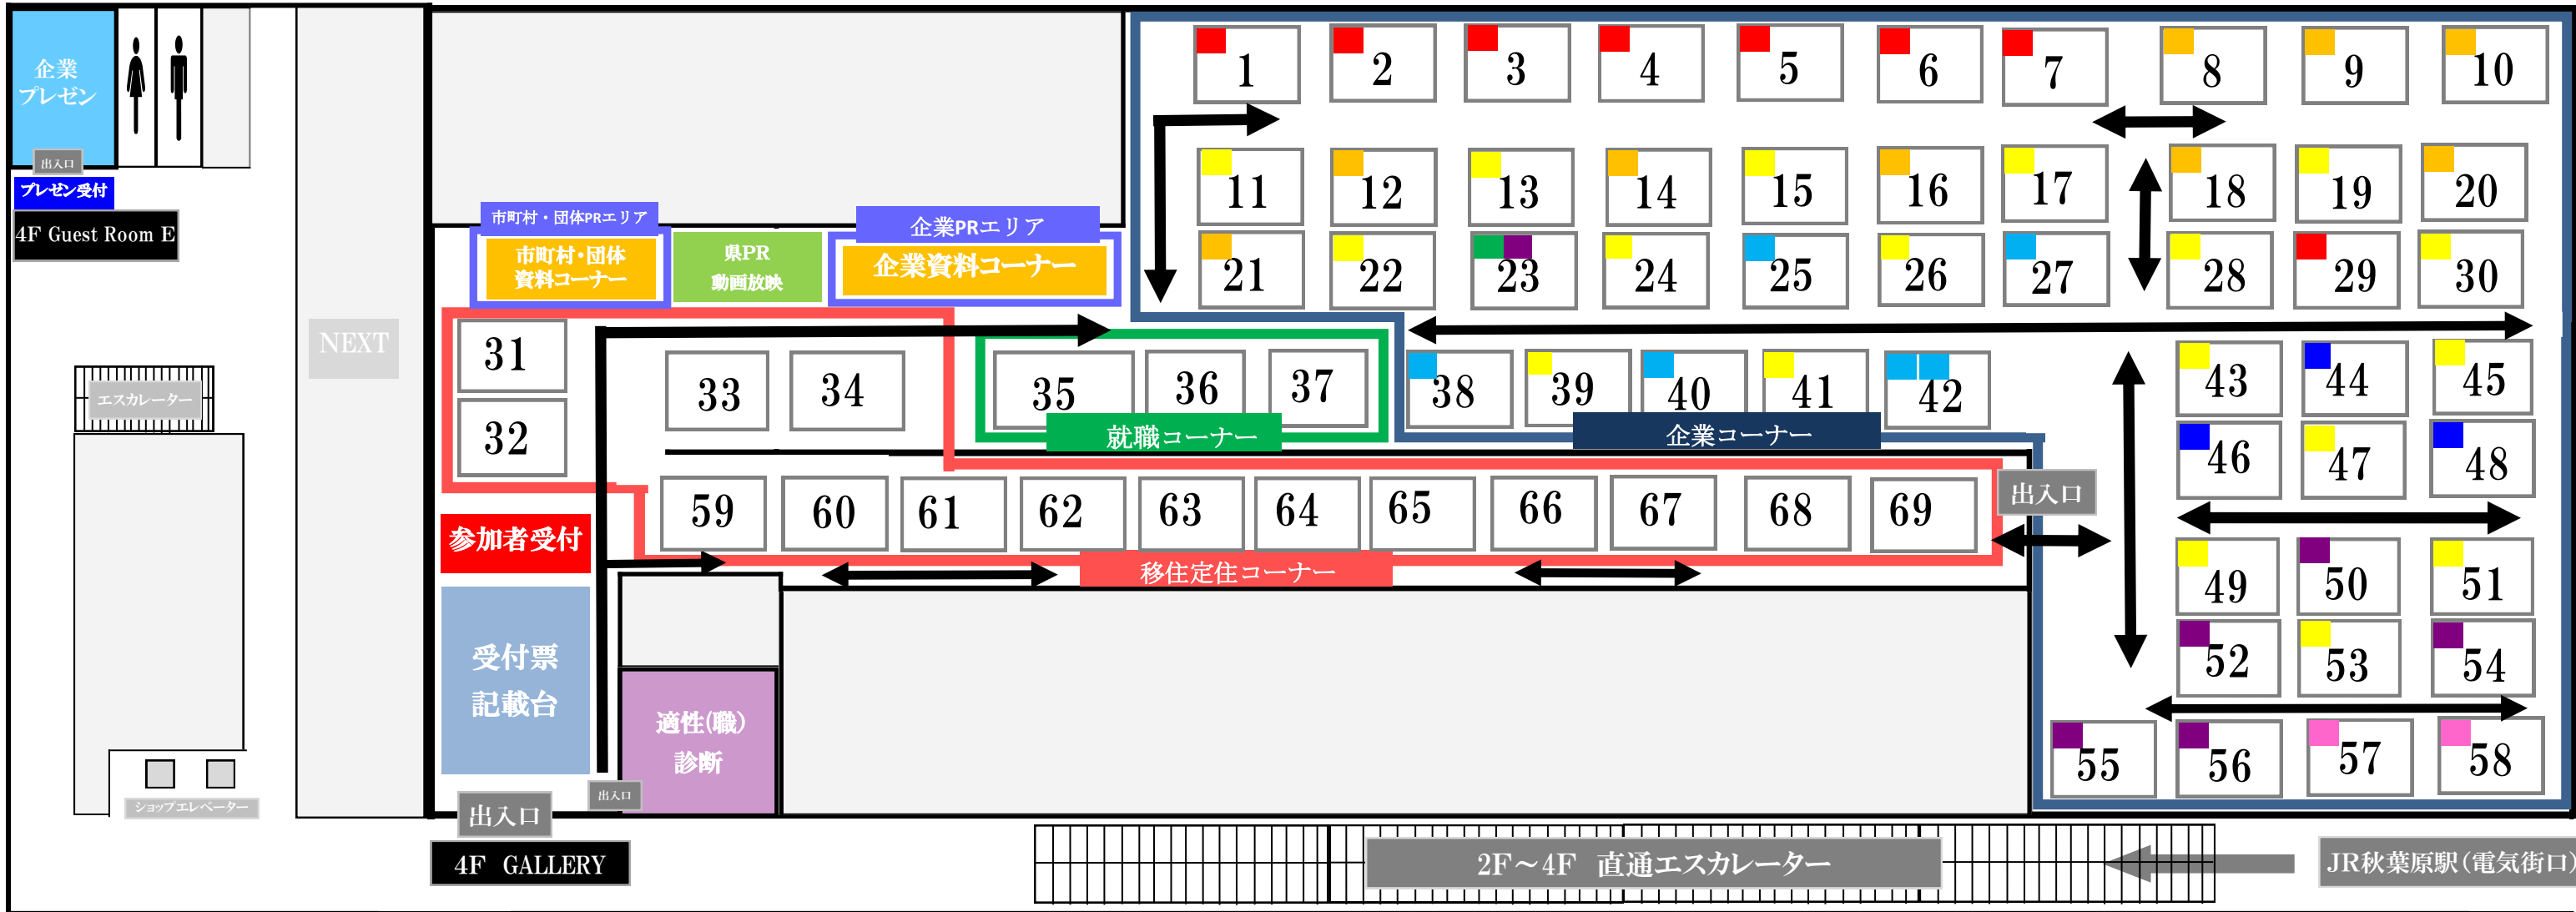 企業
プレゼン
出入口
プレゼン受付
4F Guest Room E
エスカレーター
ショップエレベーター
NEXT
市町村・団体PRエリア
市町村・団体
資料コーナー
県PR
動画放映
企業PRエリア
企業資料コーナー
1 2 3 4 5 6 7 8 9 10
11 12 13 14 15 16 17 18 19 20
21 22 23 24 25 26 27 28 29 30
31
32
33 34
35 36 37
就職コーナー
38 39 40 41 42
企業コーナー
43 44 45
46 47 48
49 50 51
52 53 54
55 56 57 58
59 60 61 62 63 64 65 66 67 68 69
移住定住コーナー
出入口
参加者受付
受付票
記載台
適性(職)
診断
出入口
出入口
4F GALLERY
2F～4F 直通エスカレーター
JR秋葉原駅(電気街口)